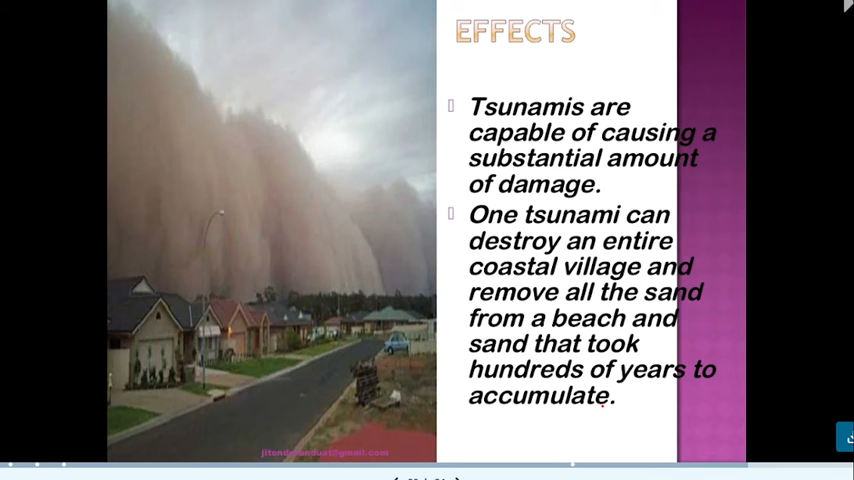 EFFECTS
Tsunamis are
capable of causing a
substantial amount
of damage.
One tsunami can
destroy an entire
coastal village and
remove all the sand
from a beach and
sand that took
hundreds of years to
accumulate.